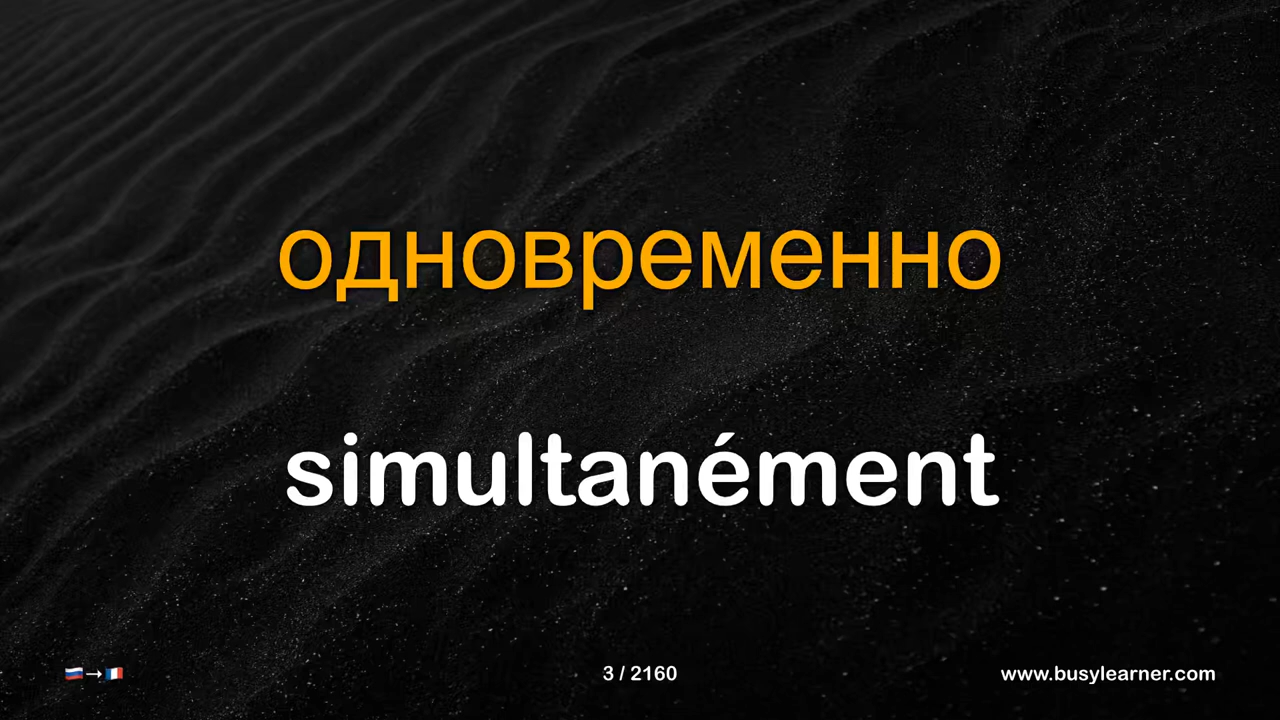 одновременно
simultanément
🇷🇺→🇫🇷
3 / 2160
www.busylearner.com